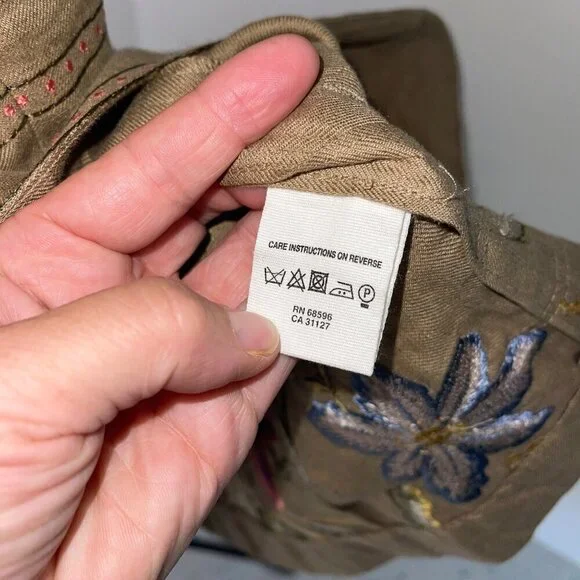 CARE INSTRUCTIONS ON REVERSE
P
RN 68596
CA 31127